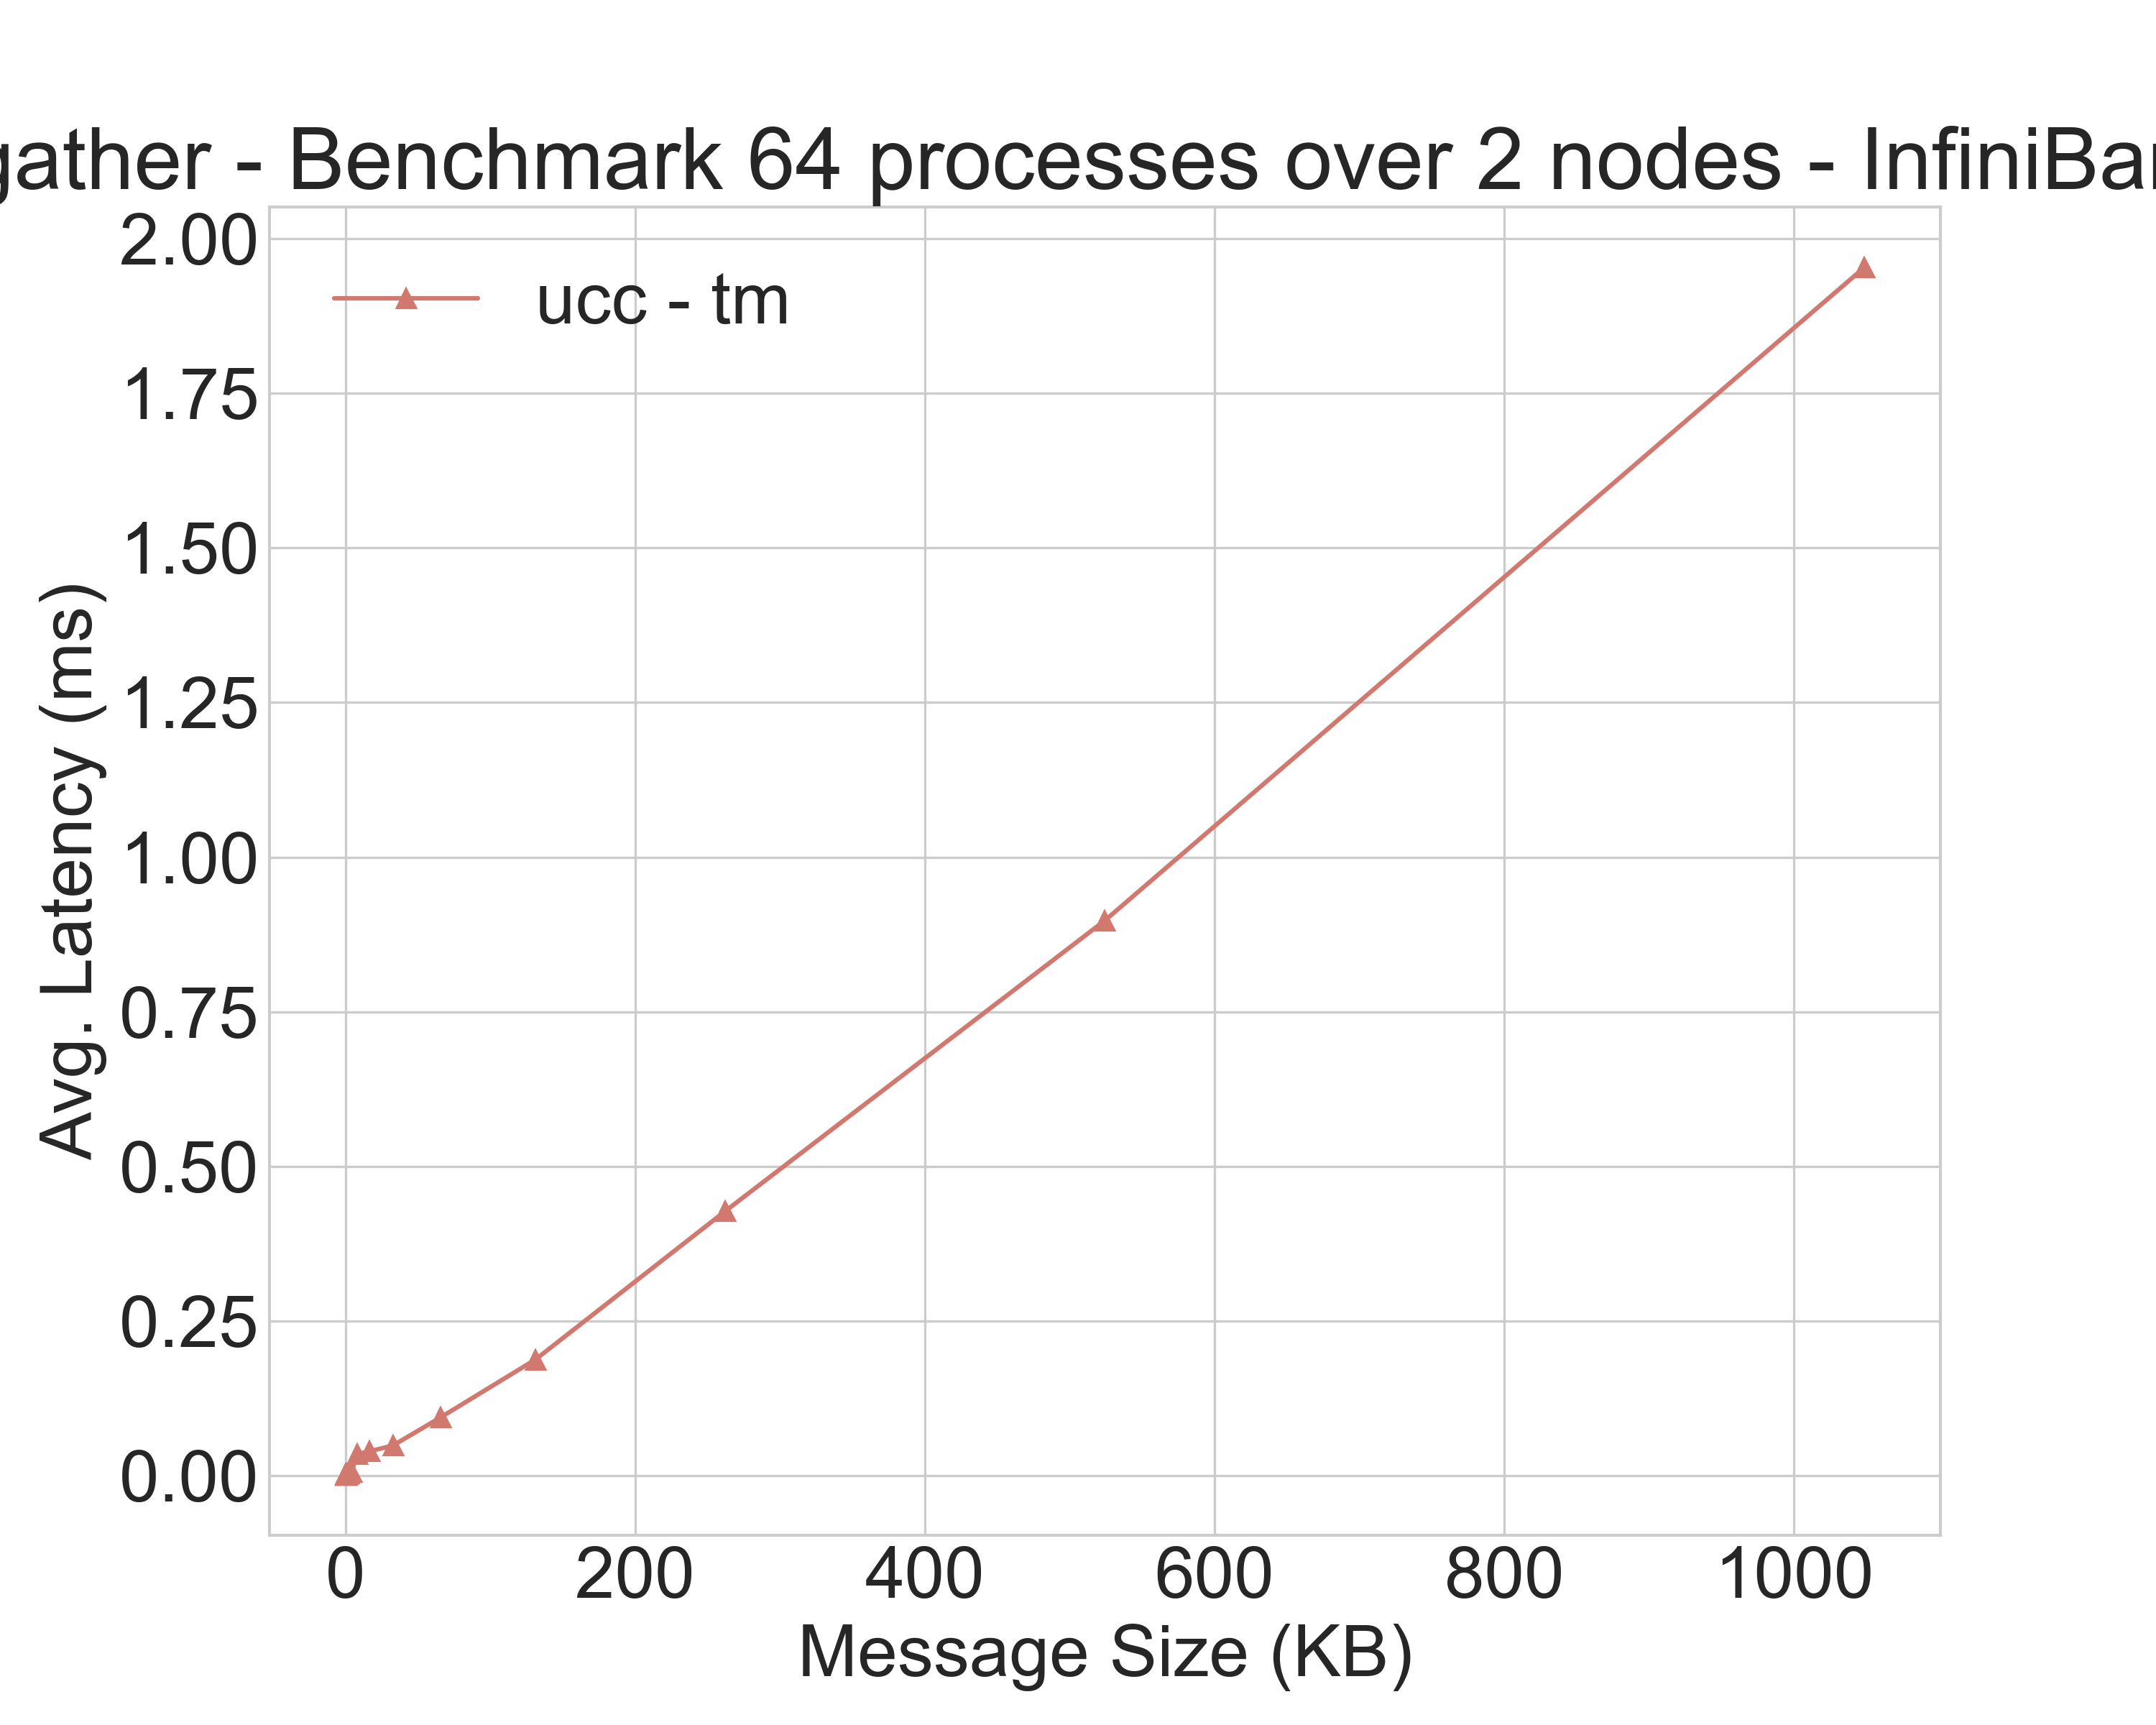 gather - Benchmark 64 processes over 2 nodes - InfiniBa
2.00
1.75
1.50
1.25
1.00
0.75
0.50
0.25
0.00
Avg. Latency (ms)
ucc - tm
0 200 400 600 800 1000
Message Size (KB)